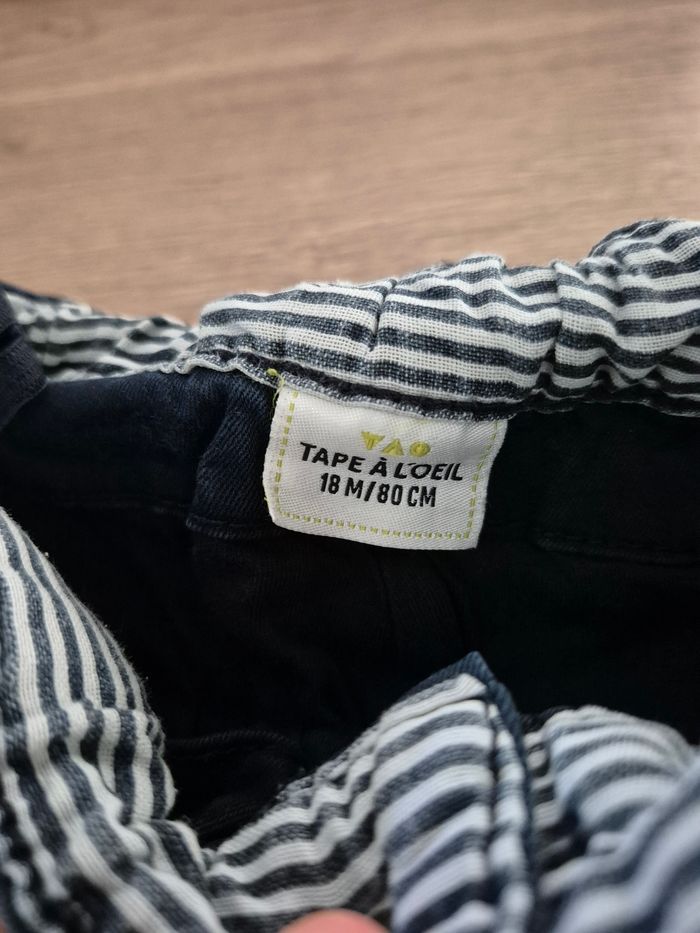 TAO
TAPE À L'OEIL
18 M/80 CM